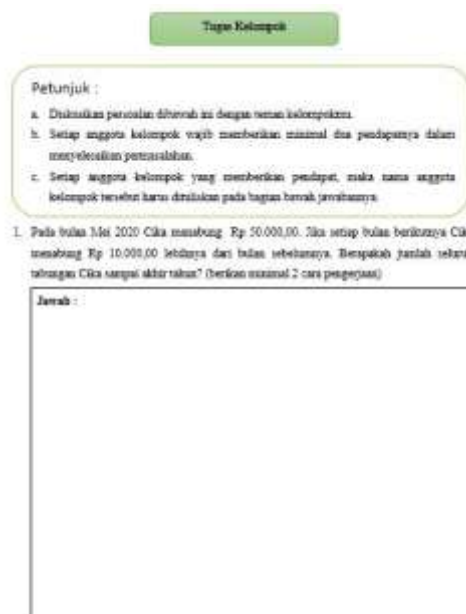 Tugas Kelompok
Petunjuk :
a. Diskusikan persoalan dibawah ini dengan teman kelompokmu.
b. Setiap anggota kelompok wajib memberikan minimal dua pendapatnya dalam
menyelesaikan permasalahan.
c. Setiap anggota kelompok yang memberikan pendapat, maka nama anggota
kelompok tersebut harus dituliskan pada bagian bawah jawabannya.
1. Pada bulan Mei 2020 Cika menabung Rp 50.000,00. Jika setiap bulan berikutnya Cik
menabung Rp 10.000,00 lebihnya dari bulan sebelumnya. Berapakah jumlah selur
tabungan Cika sampai akhir tahun? (berikan minimal 2 cara pengerjaan)
Jawab :